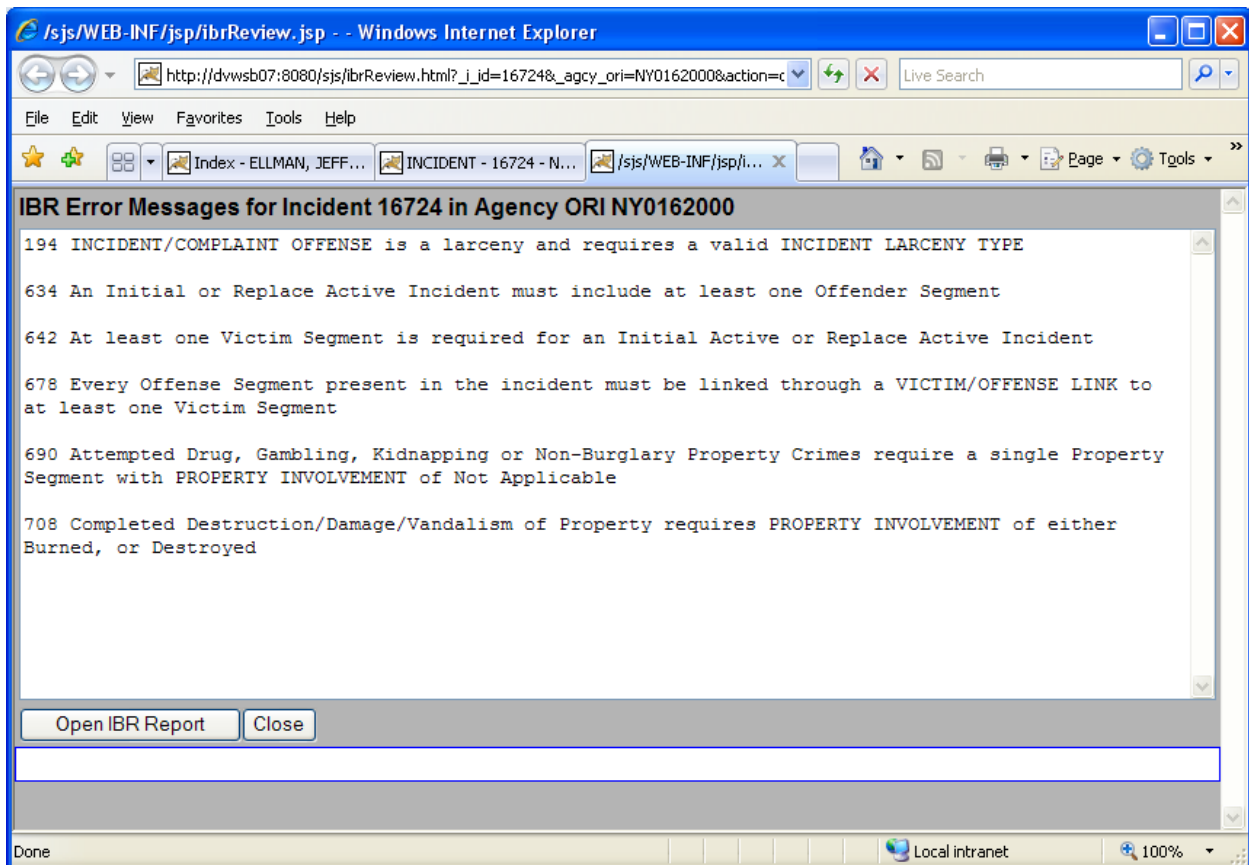 /sjs/WEB-INF/jsp/ibrReview.jsp - - Windows Internet Explorer
http://dvwsb07:8080/sjs/ibrReview.html?_i_id=16724&_agcy_ori=NY0162000&action=c
Live Search
File Edit View Favorites Tools Help
Index - ELLMAN, JEFF... INCIDENT - 16724 - N... /sjs/WEB-INF/jsp/i... Page Tools »
IBR Error Messages for Incident 16724 in Agency ORI NY0162000
194 INCIDENT/COMPLAINT OFFENSE is a larceny and requires a valid INCIDENT LARCENY TYPE
634 An Initial or Replace Active Incident must include at least one Offender Segment
642 At least one Victim Segment is required for an Initial Active or Replace Active Incident
678 Every Offense Segment present in the incident must be linked through a VICTIM/OFFENSE LINK to
at least one Victim Segment
690 Attempted Drug, Gambling, Kidnapping or Non-Burglary Property Crimes require a single Property
Segment with PROPERTY INVOLVEMENT of Not Applicable
708 Completed Destruction/Damage/Vandalism of Property requires PROPERTY INVOLVEMENT of either
Burned, or Destroyed
Open IBR Report Close
Done Local intranet 100%